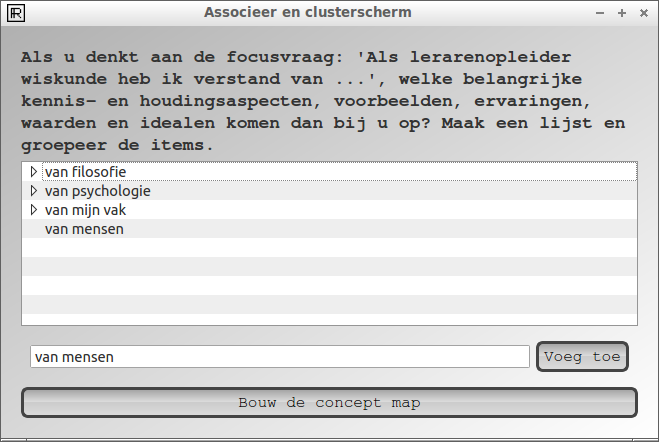 Associeer en clusterscherm
Als u denkt aan de focusvraag: 'Als lerarenopleider
wiskunde heb ik verstand van ...', welke belangrijke
kennis- en houdingsaspecten, voorbeelden, ervaringen,
waarden en idealen komen dan bij u op? Maak een lijst en
groepeer de items.
van filosofie
van psychologie
van mijn vak
van mensen
van mensen Voeg toe
Bouw de concept map